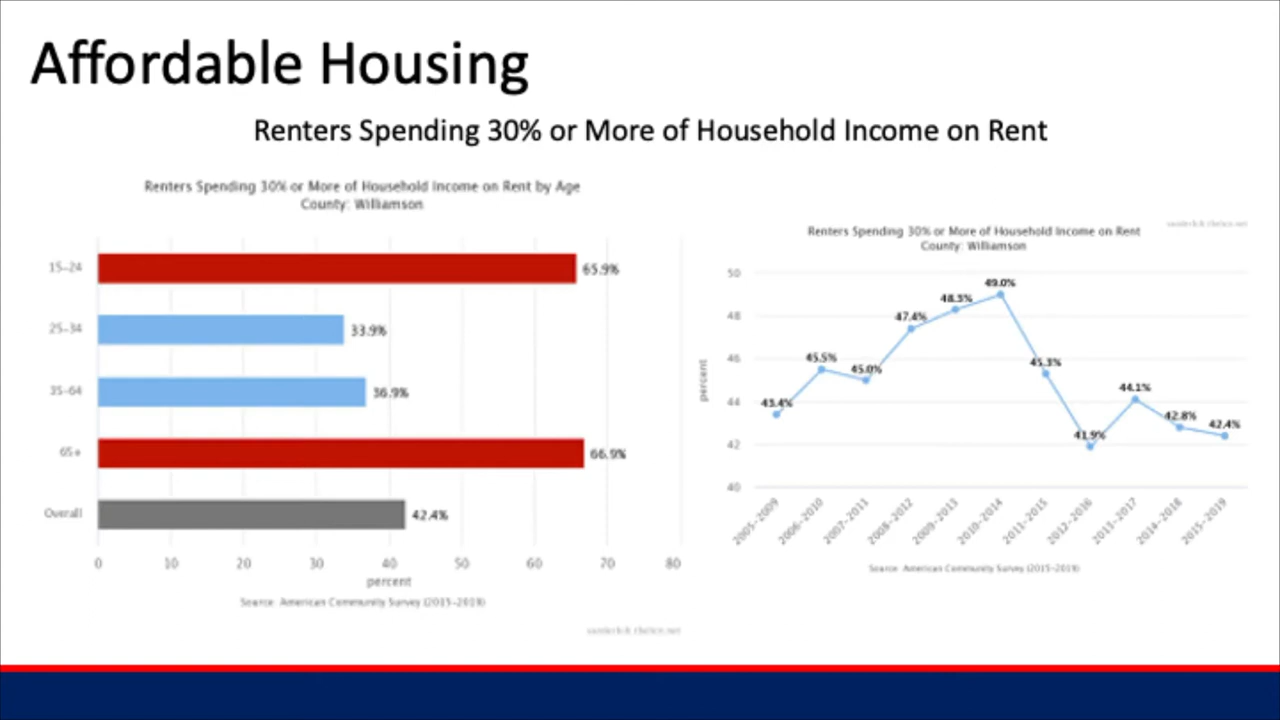 Affordable Housing
Renters Spending 30% or More of Household Income on Rent
Renters Spending 30% or More of Household Income on Rent by Age
County: Williamson
15-24
65.9%
25-34
33.9%
35-64
36.9%
65+
66.9%
Overall
42.4%
0 10 20 30 40 50 60 70 80
percent
Source: American Community Survey (2015-2019)
Renters Spending 30% or More of Household Income on Rent
County: Williamson
percent
50
48
46
44
42
40
43.4% 45.5% 45.0% 47.4% 48.3% 49.0% 45.3% 41.9% 44.1% 42.8% 42.4%
2005-2009 2006-2010 2007-2011 2008-2012 2009-2013 2010-2014 2011-2015 2012-2016 2013-2017 2014-2018 2015-2019
Source: American Community Survey (2015-2019)